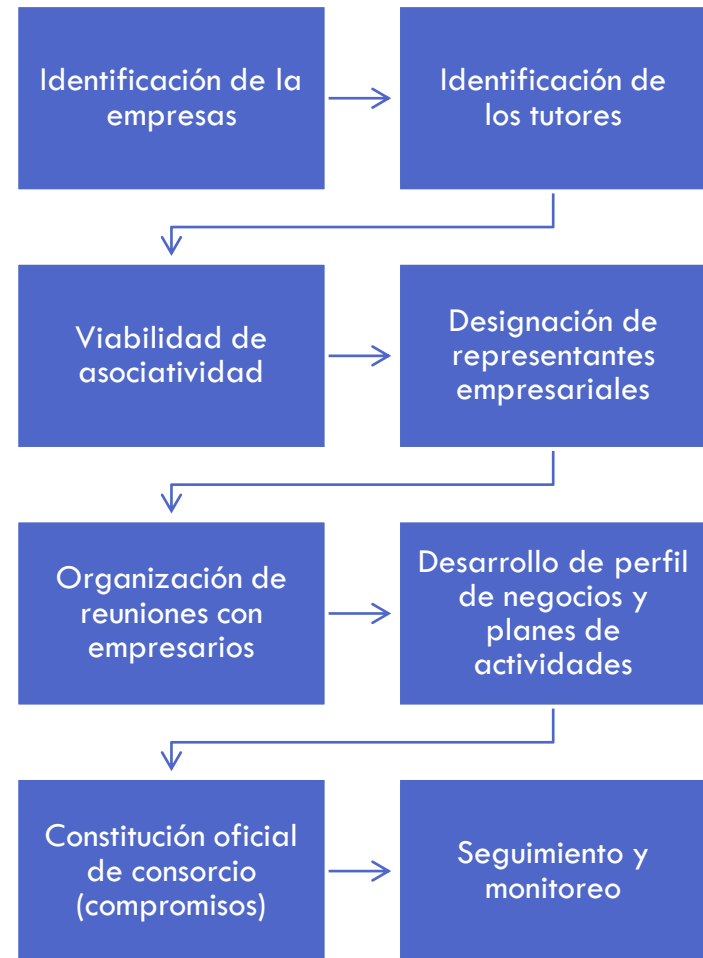 Identificación de la
empresas
Identificación de
los tutores
Viabilidad de
asociatividad
Designación de
representantes
empresariales
Organización de
reuniones con
empresarios
Desarrollo de perfil
de negocios y
planes de
actividades
Constitución oficial
de consorcio
(compromisos)
Seguimiento y
monitoreo